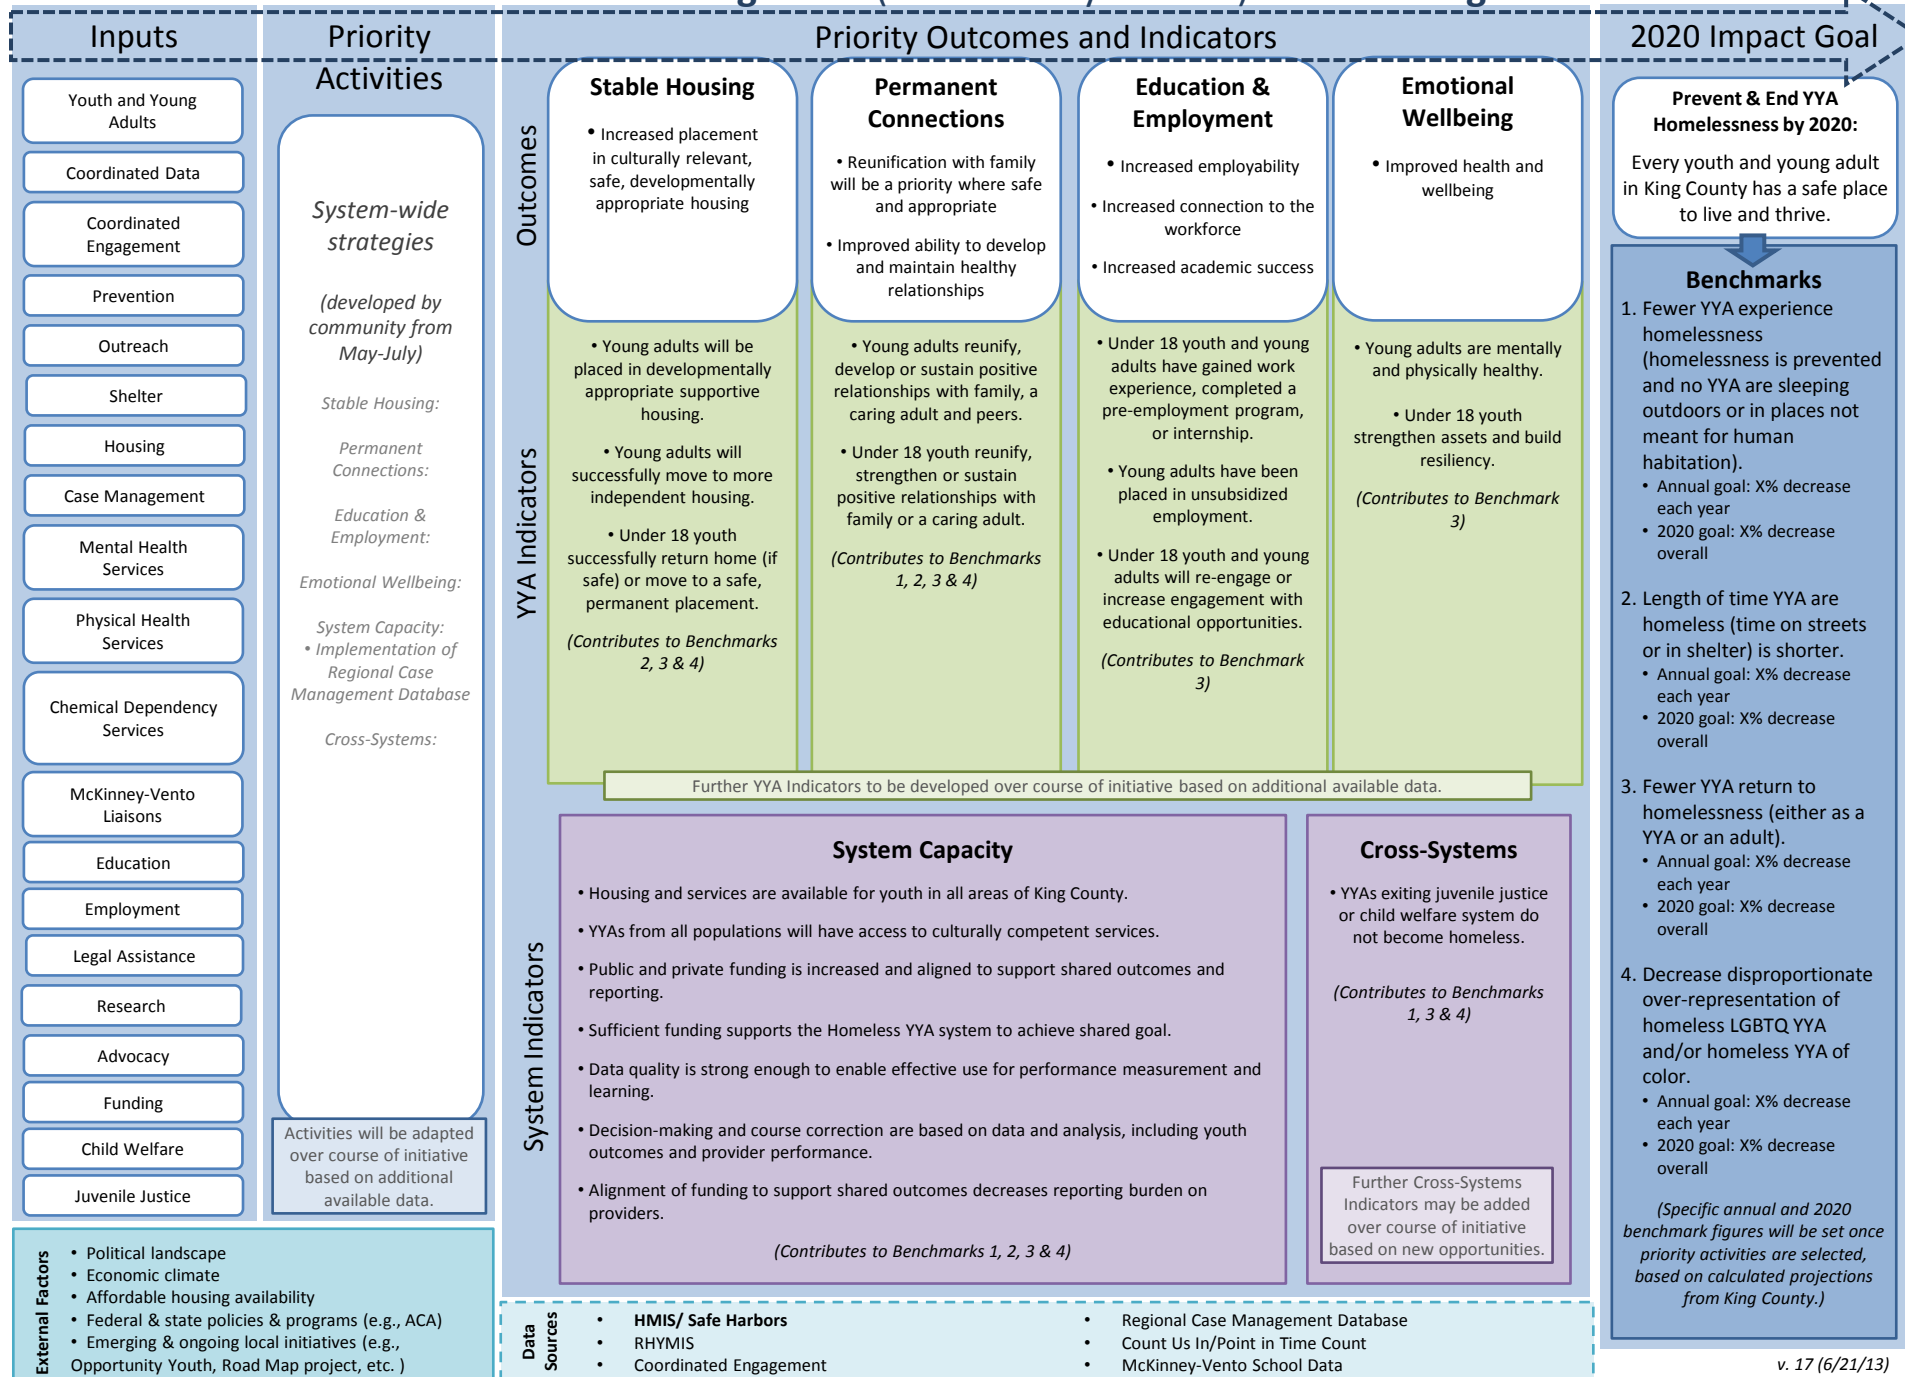 Inputs
Youth and Young
Adults
Coordinated Data
Coordinated
Engagement
Prevention
Outreach
Shelter
Housing
Case Management
Mental Health
Services
Physical Health
Services
Chemical Dependency
Services
McKinney-Vento
Liaisons
Education
Employment
Legal Assistance
Research
Advocacy
Funding
Child Welfare
Juvenile Justice
Priority
Activities
System-wide
strategies
(developed by
community from
May-July)
Stable Housing:
Permanent
Connections:
Education &
Employment:
Emotional Wellbeing:
System Capacity:
• Implementation of
Regional Case
Management Database
Cross-Systems:
Activities will be adapted
over course of initiative
based on additional
available data.
Priority Outcomes and Indicators
Outcomes
Stable Housing
• Increased placement
in culturally relevant,
safe, developmentally
appropriate housing
Permanent
Connections
• Reunification with family
will be a priority where safe
and appropriate
• Improved ability to develop
and maintain healthy
relationships
Education &
Employment
• Increased employability
• Increased connection to the
workforce
• Increased academic success
Emotional
Wellbeing
• Improved health and
wellbeing
YYA Indicators
• Young adults will be
placed in developmentally
appropriate supportive
housing.
• Young adults will
successfully move to more
independent housing.
• Under 18 youth
successfully return home (if
safe) or move to a safe,
permanent placement.
(Contributes to Benchmarks
2, 3 & 4)
• Young adults reunify,
develop or sustain positive
relationships with family, a
caring adult and peers.
• Under 18 youth reunify,
strengthen or sustain
positive relationships with
family or a caring adult.
(Contributes to Benchmarks
1, 2, 3 & 4)
• Under 18 youth and young
adults have gained work
experience, completed a
pre-employment program,
or internship.
• Young adults have been
placed in unsubsidized
employment.
• Under 18 youth and young
adults will re-engage or
increase engagement with
educational opportunities.
(Contributes to Benchmark
3)
• Young adults are mentally
and physically healthy.
• Under 18 youth
strengthen assets and build
resiliency.
(Contributes to Benchmark
3)
Further YYA Indicators to be developed over course of initiative based on additional available data.
System Indicators
System Capacity
• Housing and services are available for youth in all areas of King County.
• YYAs from all populations will have access to culturally competent services.
• Public and private funding is increased and aligned to support shared outcomes and
reporting.
• Sufficient funding supports the Homeless YYA system to achieve shared goal.
• Data quality is strong enough to enable effective use for performance measurement and
learning.
• Decision-making and course correction are based on data and analysis, including youth
outcomes and provider performance.
• Alignment of funding to support shared outcomes decreases reporting burden on
providers.
(Contributes to Benchmarks 1, 2, 3 & 4)
Cross-Systems
• YYAs exiting juvenile justice
or child welfare system do
not become homeless.
(Contributes to Benchmarks
1, 3 & 4)
Further Cross-Systems
Indicators may be added
over course of initiative
based on new opportunities.
2020 Impact Goal
Prevent & End YYA
Homelessness by 2020:
Every youth and young adult
in King County has a safe place
to live and thrive.
Benchmarks
1. Fewer YYA experience
homelessness
(homelessness is prevented
and no YYA are sleeping
outdoors or in places not
meant for human
habitation).
• Annual goal: X% decrease
each year
• 2020 goal: X% decrease
overall
2. Length of time YYA are
homeless (time on streets
or in shelter) is shorter.
• Annual goal: X% decrease
each year
• 2020 goal: X% decrease
overall
3. Fewer YYA return to
homelessness (either as a
YYA or an adult).
• Annual goal: X% decrease
each year
• 2020 goal: X% decrease
overall
4. Decrease disproportionate
over-representation of
homeless LGBTQ YYA
and/or homeless YYA of
color.
• Annual goal: X% decrease
each year
• 2020 goal: X% decrease
overall
(Specific annual and 2020
benchmark figures will be set once
priority activities are selected,
based on calculated projections
from King County.)
External Factors
• Political landscape
• Economic climate
• Affordable housing availability
• Federal & state policies & programs (e.g., ACA)
• Emerging & ongoing local initiatives (e.g.,
Opportunity Youth, Road Map project, etc. )
Data
Sources
• HMIS/ Safe Harbors
• RHYMIS
• Coordinated Engagement
• Regional Case Management Database
• Count Us In/Point in Time Count
• McKinney-Vento School Data
v. 17 (6/21/13)